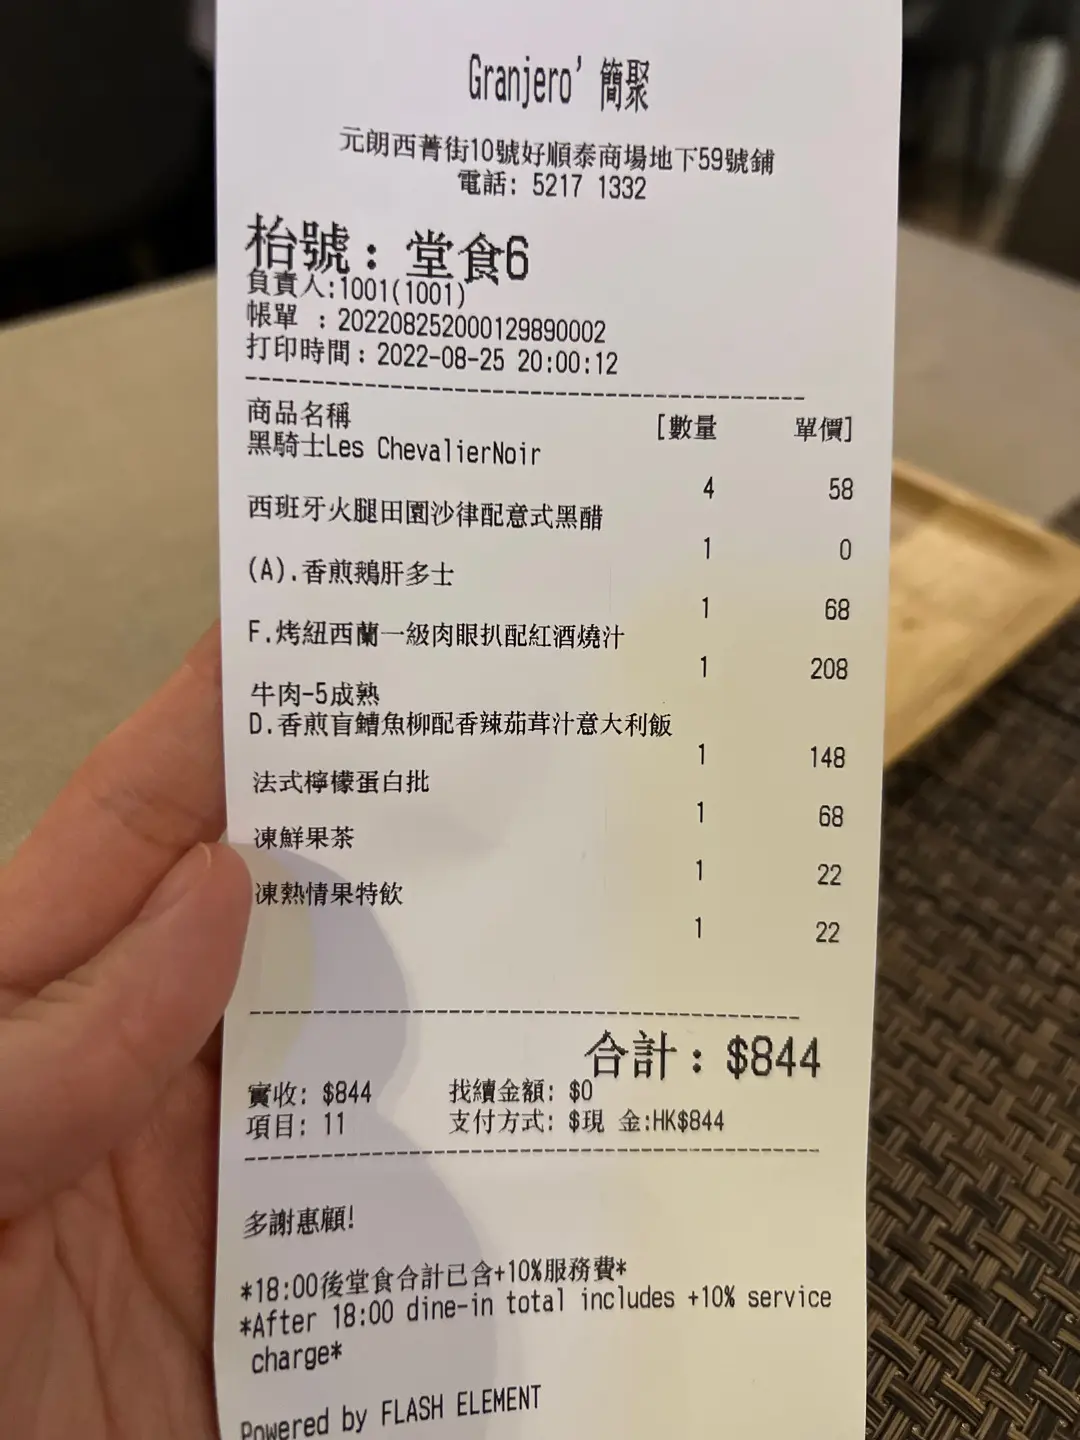 Granjero' 簡聚
元朗西菁街10號好順泰商場地下59號鋪
電話: 5217 1332
枱號: 堂食6
負責人:1001(1001)
帳單 :202208252000129890002
打印時間:2022-08-25 20:00:12
商品名稱 [數量 單價]
黑騎士Les ChevalierNoir
4 58
西班牙火腿田園沙律配意式黑醋
1 0
(A).香煎鵝肝多士
1 68
F.烤紐西蘭一級肉眼扒配紅酒燒汁
1 208
牛肉-5成熟
D.香煎盲鰽魚柳配香辣茄茸汁意大利飯
1 148
法式檸檬蛋白批
1 68
凍鮮果茶
1 22
凍熱情果特飲
1 22
合計: $844
實收: $844 找續金額: $0
項目: 11 支付方式: $現 金:HK$844
多謝惠顧!
*18:00後堂食合計已含+10%服務費*
*After 18:00 dine-in total includes +10% service
charge*
Powered by FLASH ELEMENT